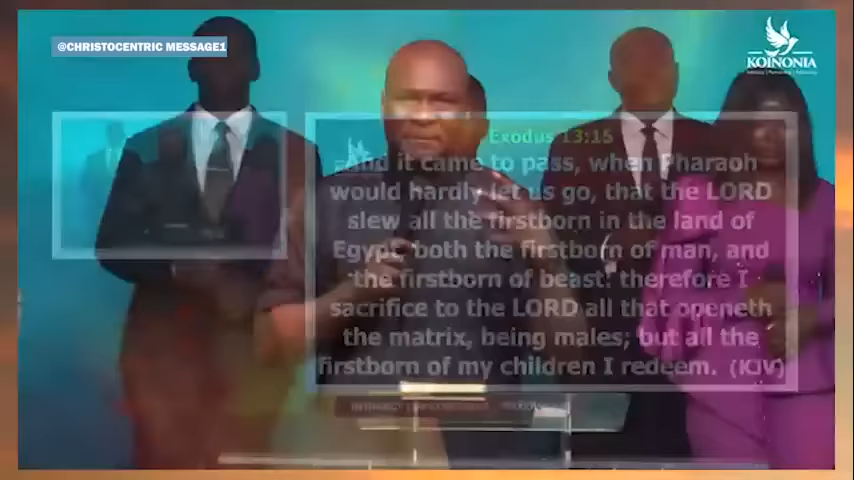 @CHRISTOCENTRIC MESSAGE1
KOINONIA
Exodus 13:15
And it came to pass, when Pharaoh
would hardly let us go, that the LORD
slew all the firstborn in the land of
Egypt, both the firstborn of man, and
the firstborn of beast: therefore I
sacrifice to the LORD all that openeth
the matrix, being males; but all the
firstborn of my children I redeem. (KJV)